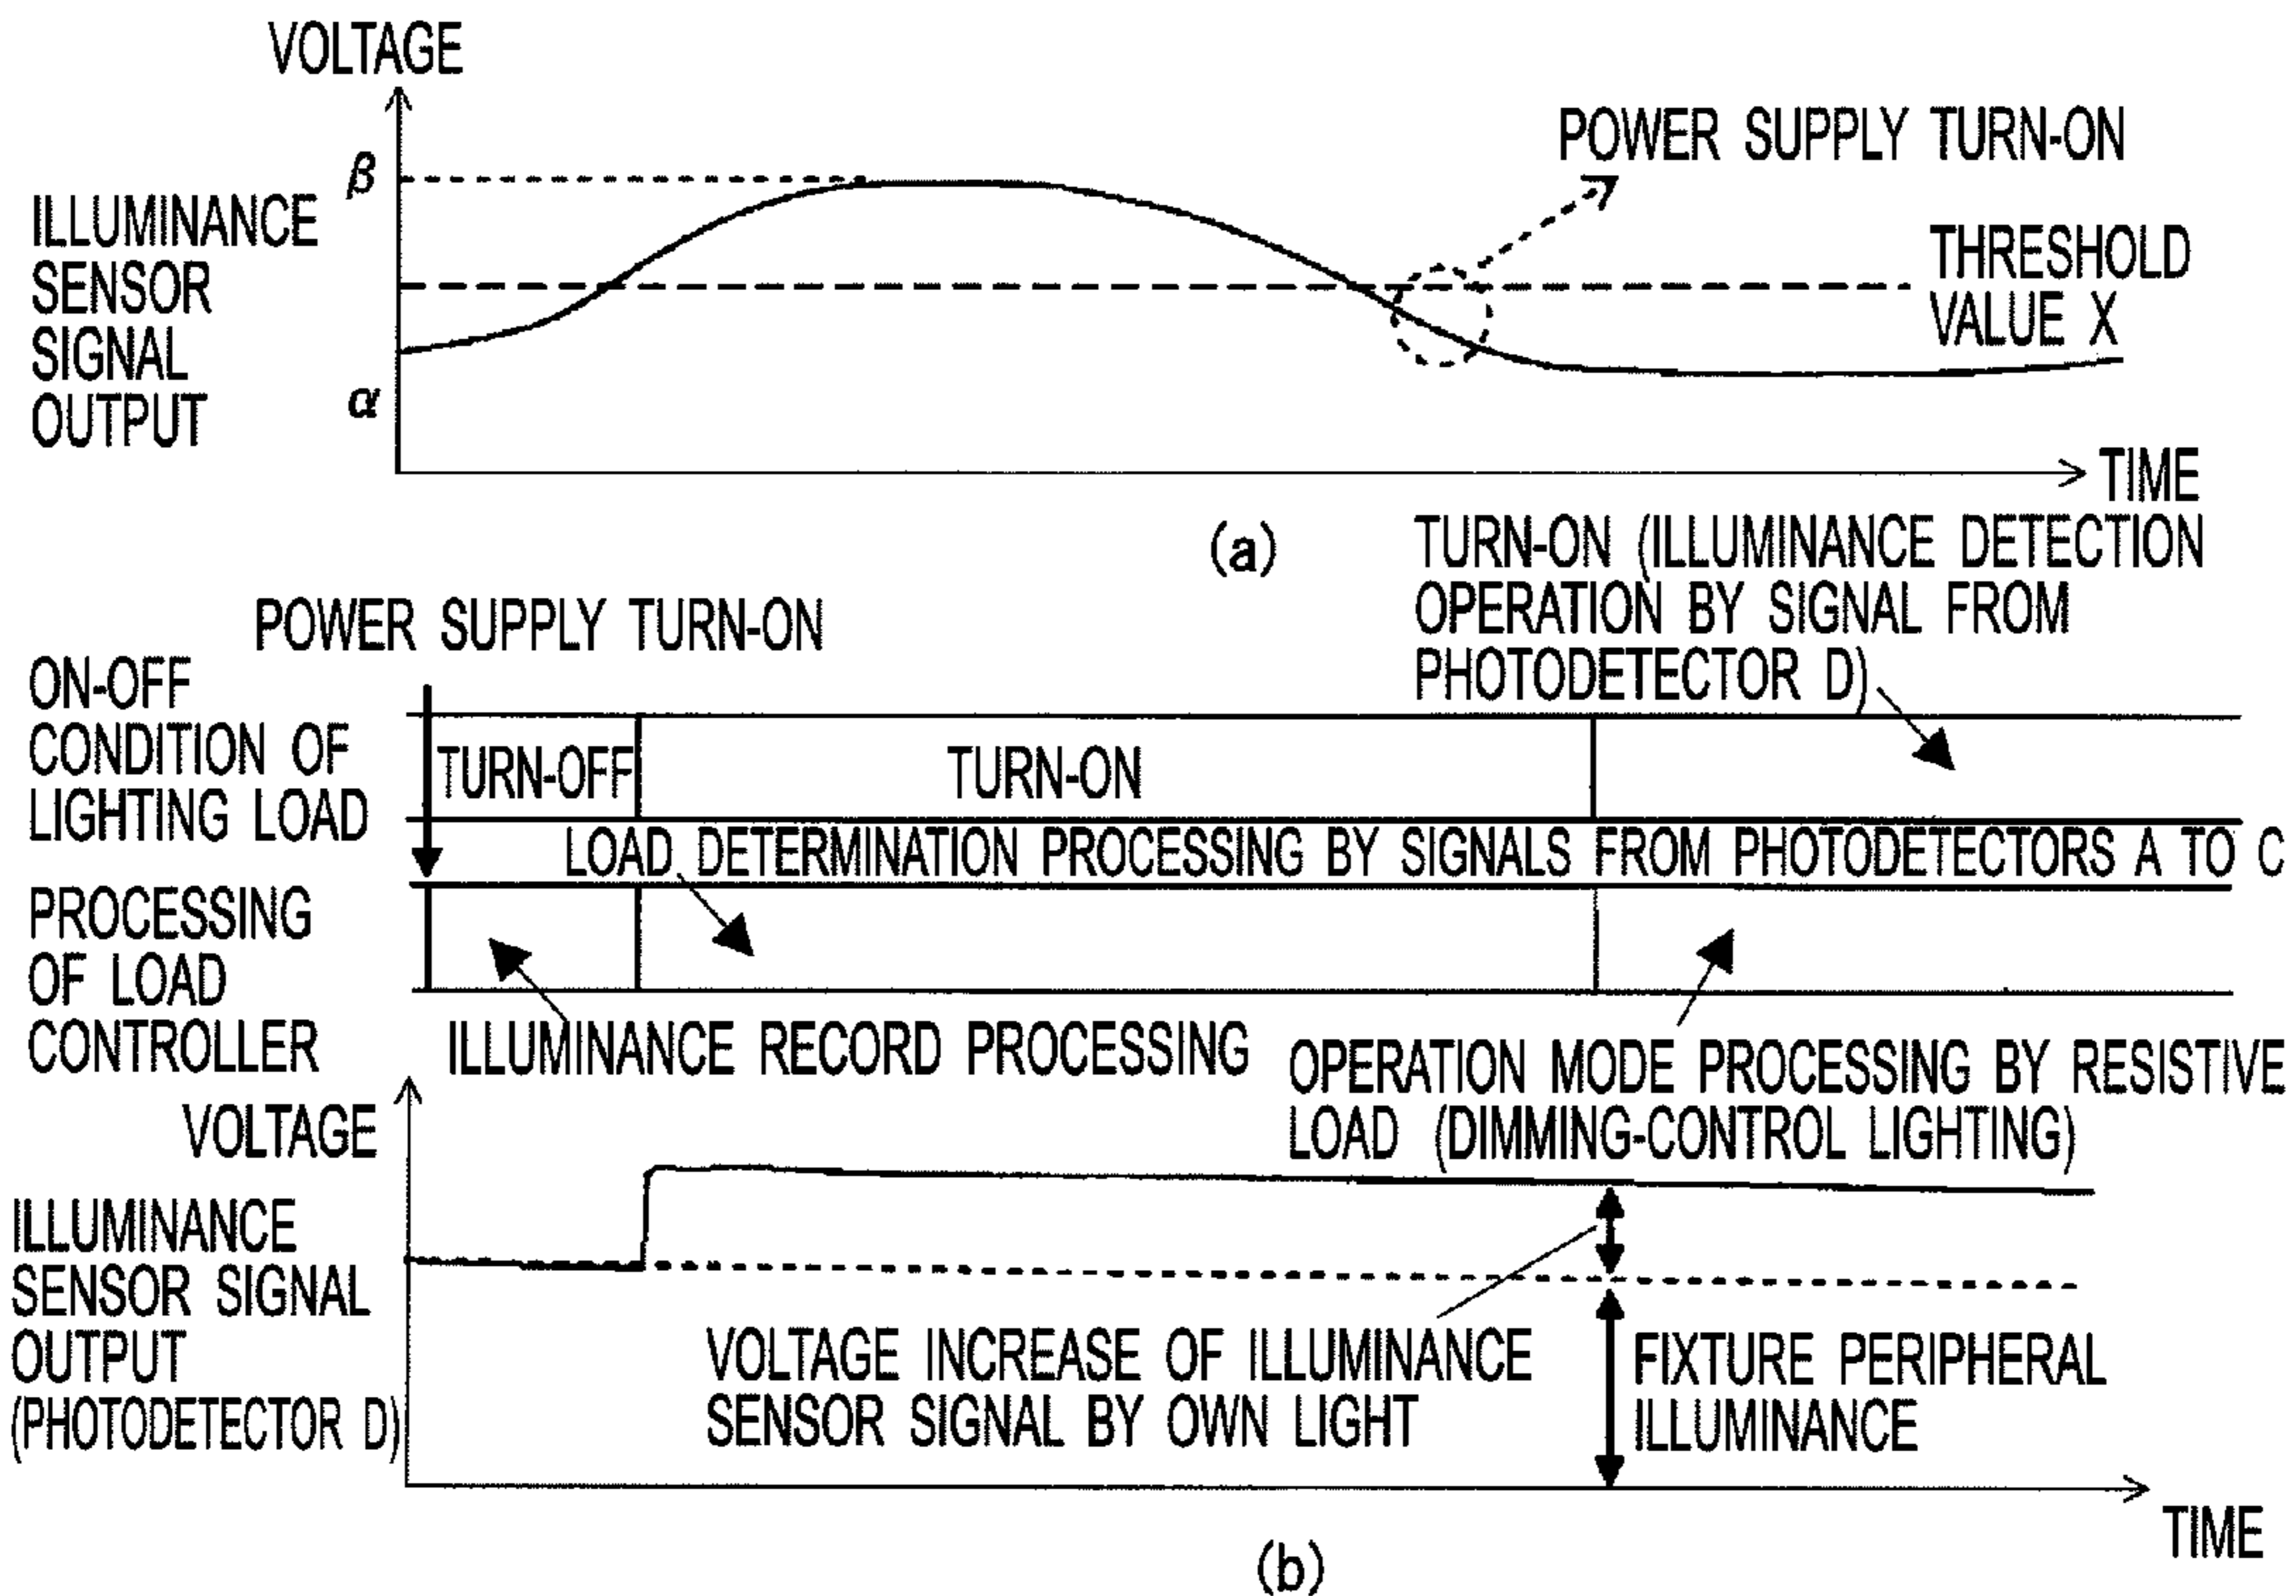 VOLTAGE
β
POWER SUPPLY TURN-ON
ILLUMINANCE
SENSOR
SIGNAL
OUTPUT
THRESHOLD
VALUE X
α
TIME
(a)
TURN-ON (ILLUMINANCE DETECTION
OPERATION BY SIGNAL FROM
PHOTODETECTOR D)
POWER SUPPLY TURN-ON
ON-OFF
CONDITION OF
LIGHTING LOAD
TURN-OFF
TURN-ON
LOAD DETERMINATION PROCESSING BY SIGNALS FROM PHOTODETECTORS A TO C
PROCESSING
OF LOAD
CONTROLLER
ILLUMINANCE RECORD PROCESSING
OPERATION MODE PROCESSING BY RESISTIVE
LOAD (DIMMING-CONTROL LIGHTING)
VOLTAGE
ILLUMINANCE
SENSOR SIGNAL
OUTPUT
(PHOTODETECTOR D)
VOLTAGE INCREASE OF ILLUMINANCE
SENSOR SIGNAL BY OWN LIGHT
FIXTURE PERIPHERAL
ILLUMINANCE
TIME
(b)